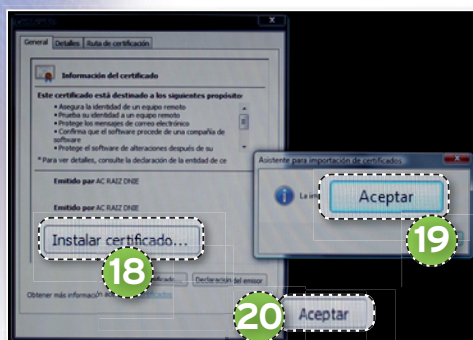 General Detalles Ruta de certificación
Información del certificado
Este certificado está destinado a los siguientes propósitos:
• Asegura la identidad de un equipo remoto
• Prueba su identidad a un equipo remoto
• Protege los mensajes de correo electrónico
• Confirma que el software procede de una compañía de
software
• Protege el software de alteraciones después de su
* Para ver detalles, consulte la declaración de la entidad de ce
Emitido por AC RAIZ DNIE
Emitido por AC RAIZ DNIE
Instalar certificado...
18
Declaración del emisor
Obtener más información
Asistente para importación de certificados
La im
Aceptar
19
20
Aceptar